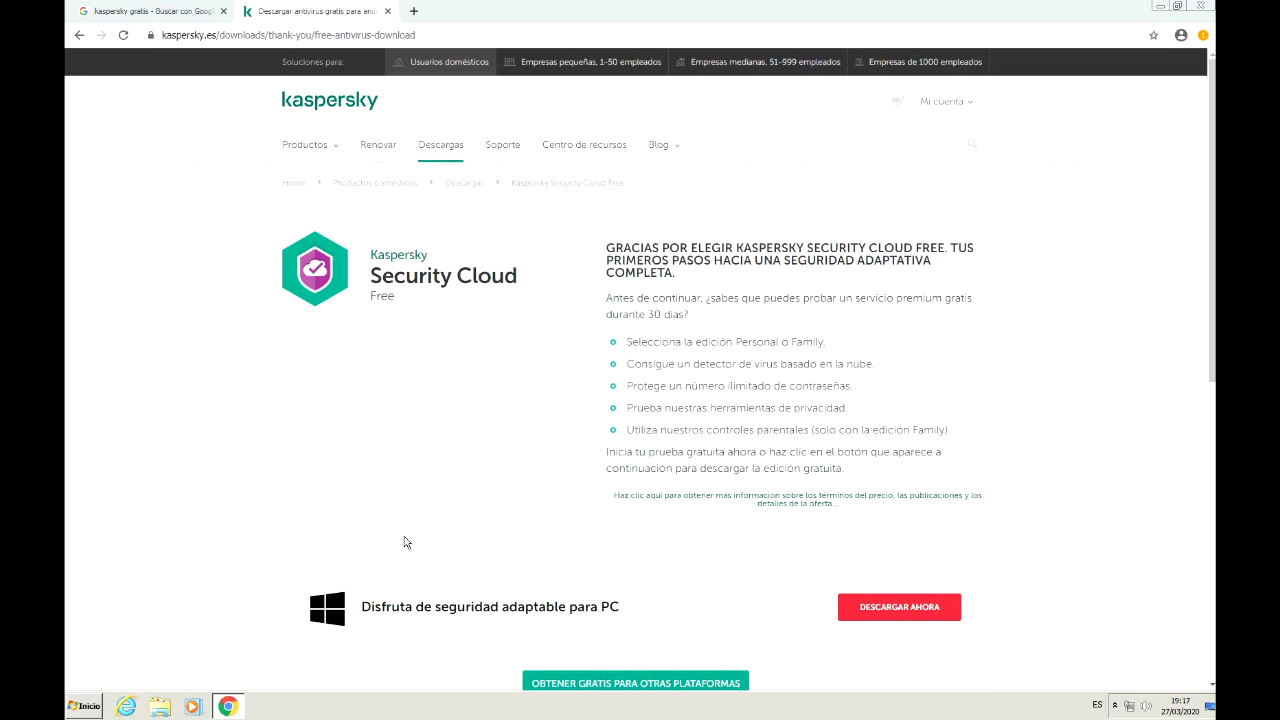 kaspersky gratis - Buscar con Googl
Descargar antivirus gratis para and
kaspersky.es/downloads/thank-you/free-antivirus-download
Soluciones para:
Usuarios domésticos
Empresas pequeñas, 1-50 empleados
Empresas medianas, 51-999 empleados
Empresas de 1000 empleados
kaspersky
Mi cuenta
Productos
Renovar
Descargas
Soporte
Centro de recursos
Blog
Home
Productos domésticos
Descargas
Kaspersky Security Cloud Free
Kaspersky
Security Cloud
Free
GRACIAS POR ELEGIR KASPERSKY SECURITY CLOUD FREE. TUS
PRIMEROS PASOS HACIA UNA SEGURIDAD ADAPTATIVA
COMPLETA.
Antes de continuar, ¿sabes que puedes probar un servicio premium gratis
durante 30 días?
Selecciona la edición Personal o Family.
Consigue un detector de virus basado en la nube.
Protege un número ilimitado de contraseñas.
Prueba nuestras herramientas de privacidad.
Utiliza nuestros controles parentales (solo con la edición Family).
Inicia tu prueba gratuita ahora o haz clic en el botón que aparece a
continuación para descargar la edición gratuita.
Haz clic aquí para obtener más información sobre los términos del precio, las publicaciones y los
detalles de la oferta...
Disfruta de seguridad adaptable para PC
DESCARGAR AHORA
OBTENER GRATIS PARA OTRAS PLATAFORMAS
Inicio
ES
19:17
27/03/2020